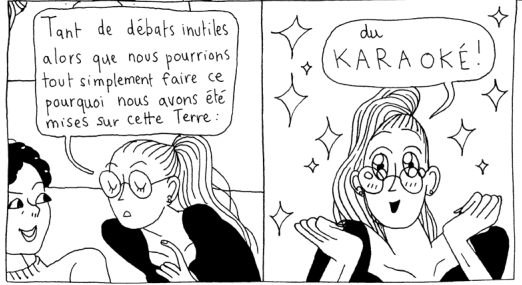 Tant de débats inutiles
alors que nous pourrions
tout simplement faire ce
pourquoi nous avons été
mises sur cette Terre :
du
KARAOKÉ !